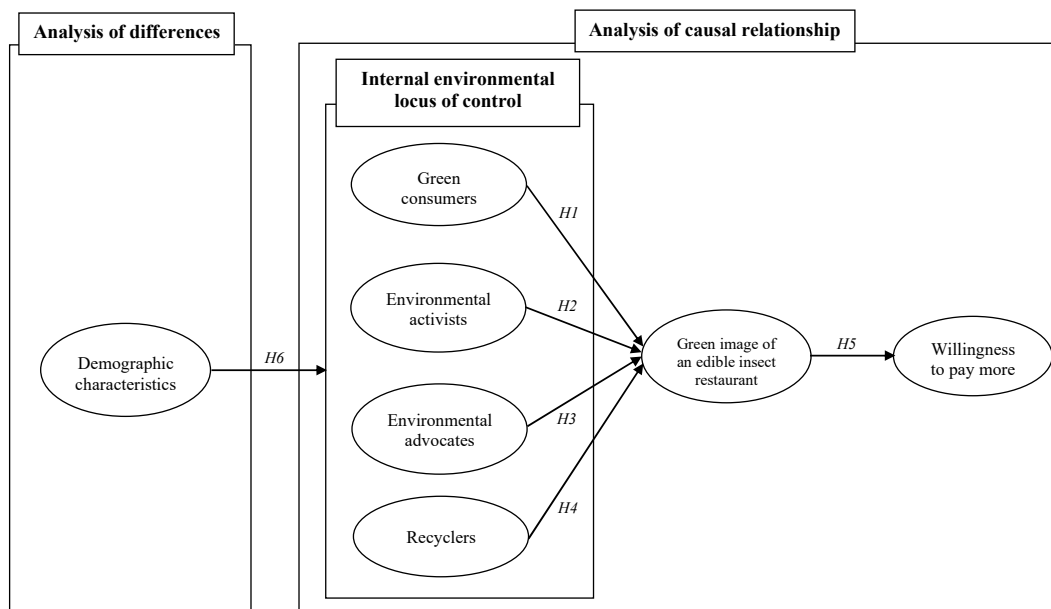 Analysis of differences
Analysis of causal relationship
Internal environmental
locus of control
Green
consumers
H1
Environmental
activists
H2
Demographic
characteristics
H6
Green image of
an edible insect
restaurant
H5
Willingness
to pay more
Environmental
advocates
H3
H4
Recyclers